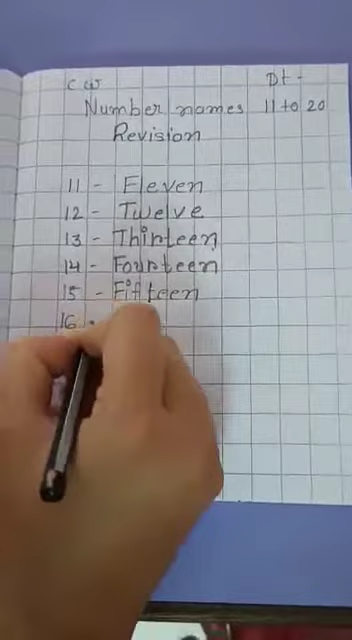 C W Dt -
Number names 11 to 20
Revision
11 - Eleven
12 - Twelve
13 - Thirteen
14 - Fourteen
15 - Fifteen
16 -